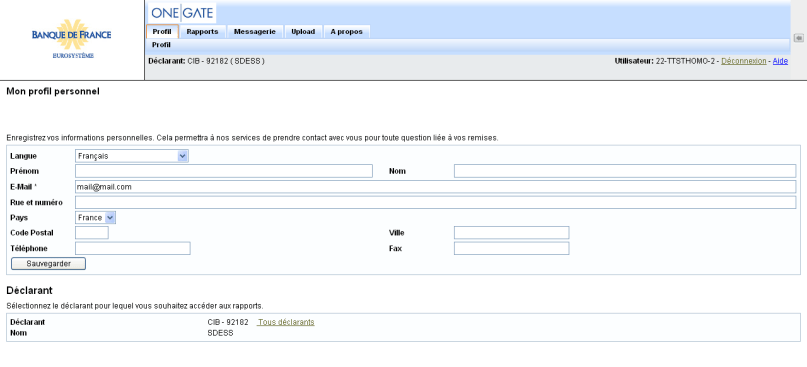 BANQUE DE FRANCE
EUROSYSTÈME
ONEGATE
Profil Rapports Messagerie Upload A propos
Profil
Déclarant: CIB - 92182 ( SDESS ) Utilisateur: 22-TTSTHOMO-2 - Déconnexion - Aide
Mon profil personnel
Enregistrez vos informations personnelles. Cela permettra à nos services de prendre contact avec vous pour toute question liée à vos remises.
Langue Français
Prénom Nom
E-Mail * mail@mail.com
Rue et numéro
Pays France
Code Postal Ville
Téléphone Fax
Sauvegarder
Déclarant
Sélectionnez le déclarant pour lequel vous souhaitez accéder aux rapports.
Déclarant CIB - 92182 Tous déclarants
Nom SDESS